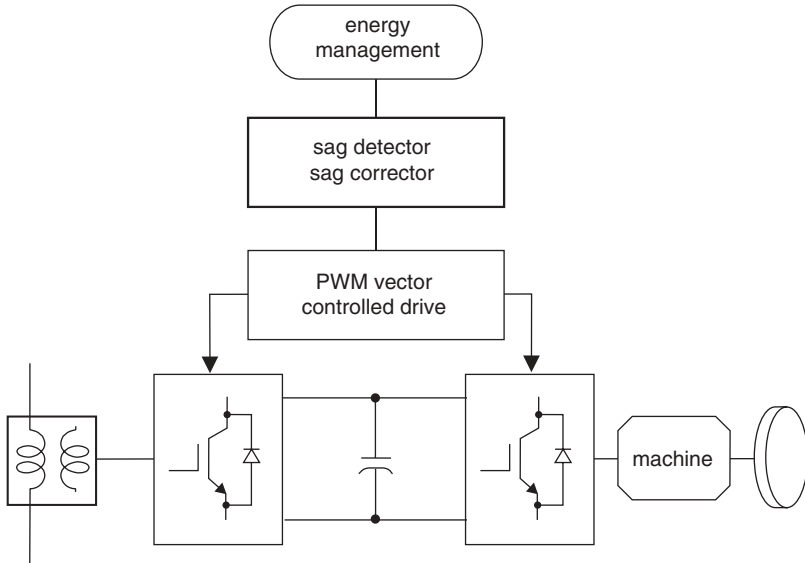 energy
management
sag detector
sag corrector
PWM vector
controlled drive
machine